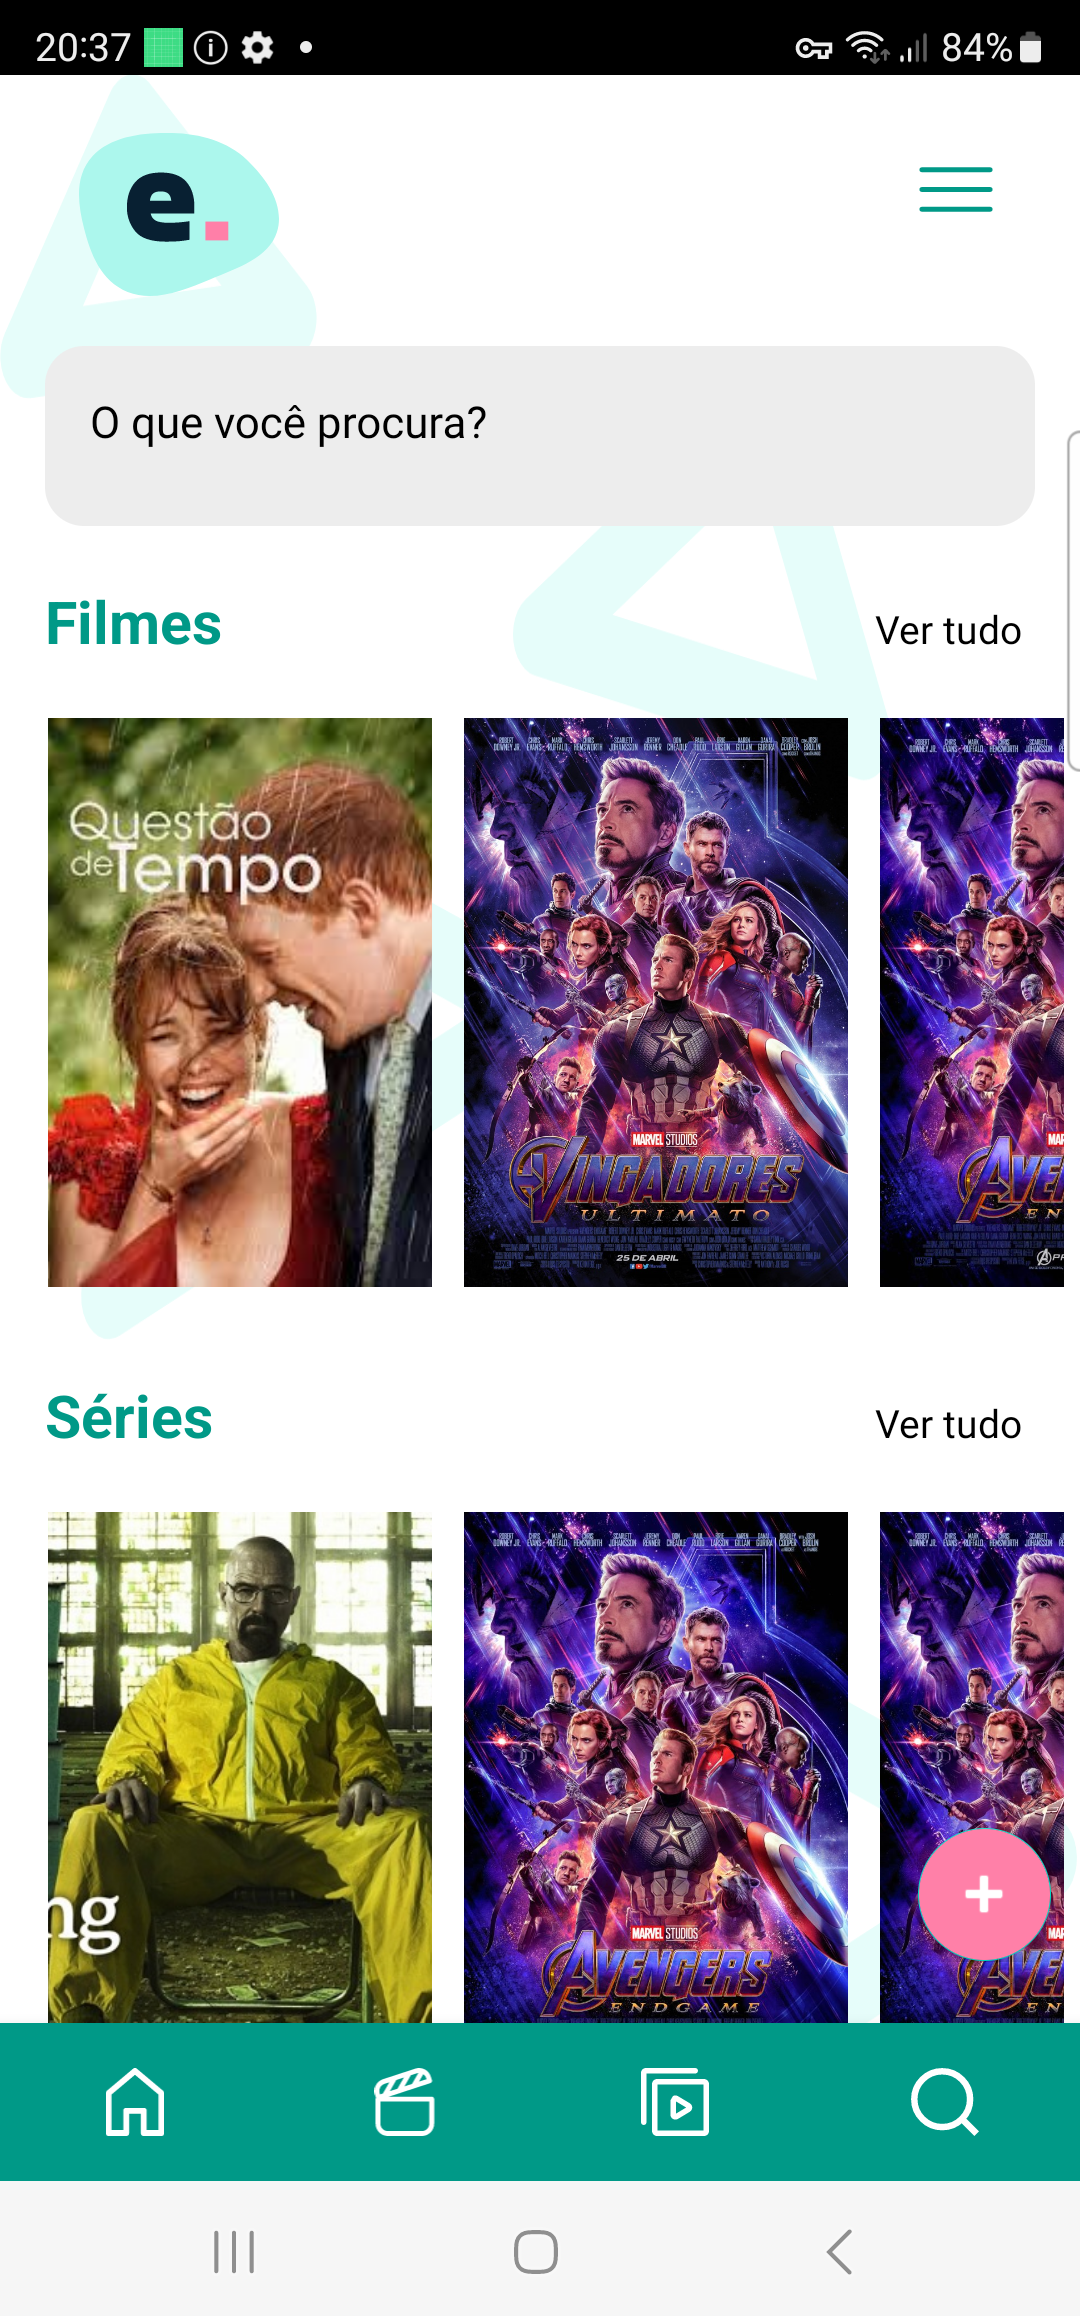 20:37
84%
e.
O que você procura?
Filmes
Ver tudo
Questão
de Tempo
MARVEL STUDIOS
VINGADORES
ULTIMATO
25 DE ABRIL
MAR
AVE
EN
Séries
Ver tudo
ng
MARVEL STUDIOS
AVENGERS
ENDGAME
MAR
AVE
EN